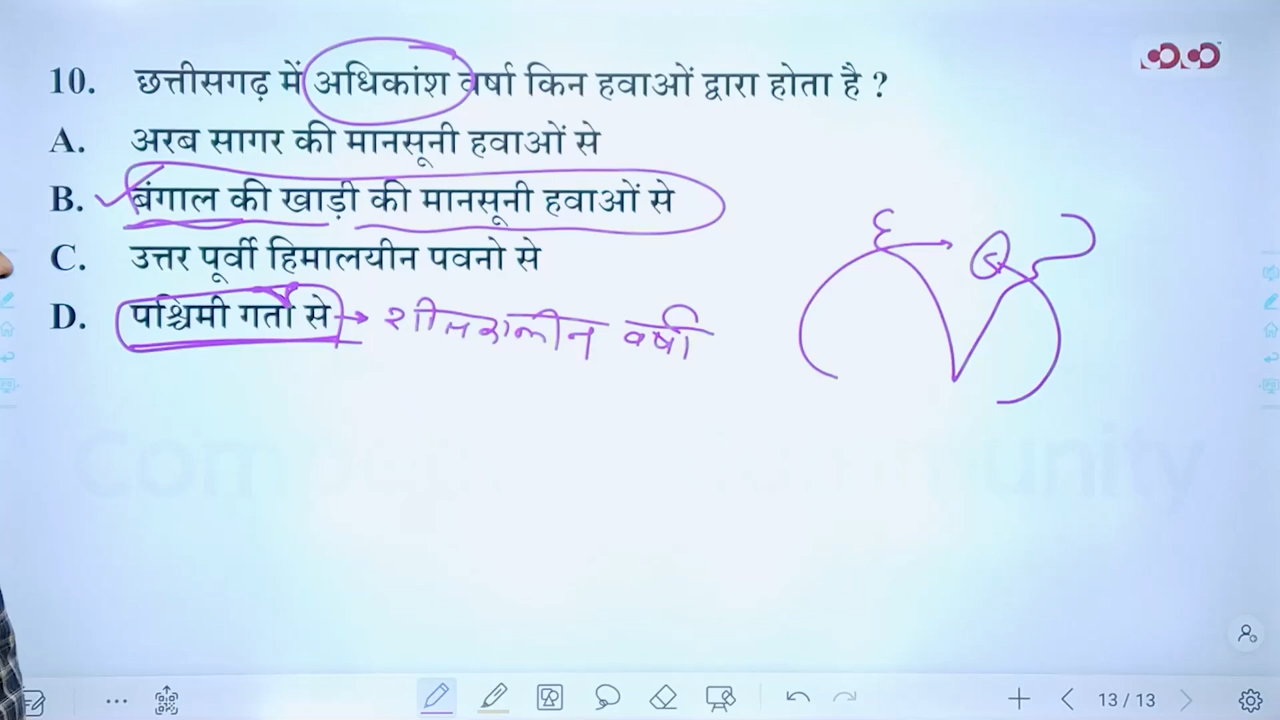 10. छत्तीसगढ़ में अधिकांश वर्षा किन हवाओं द्वारा होता है ?
A. अरब सागर की मानसूनी हवाओं से
B. बंगाल की खाड़ी की मानसूनी हवाओं से
C. उत्तर पूर्वी हिमालयीन पवनो से
D. पश्चिमी गर्तो से → शीतकालीन वर्षा
13 / 13